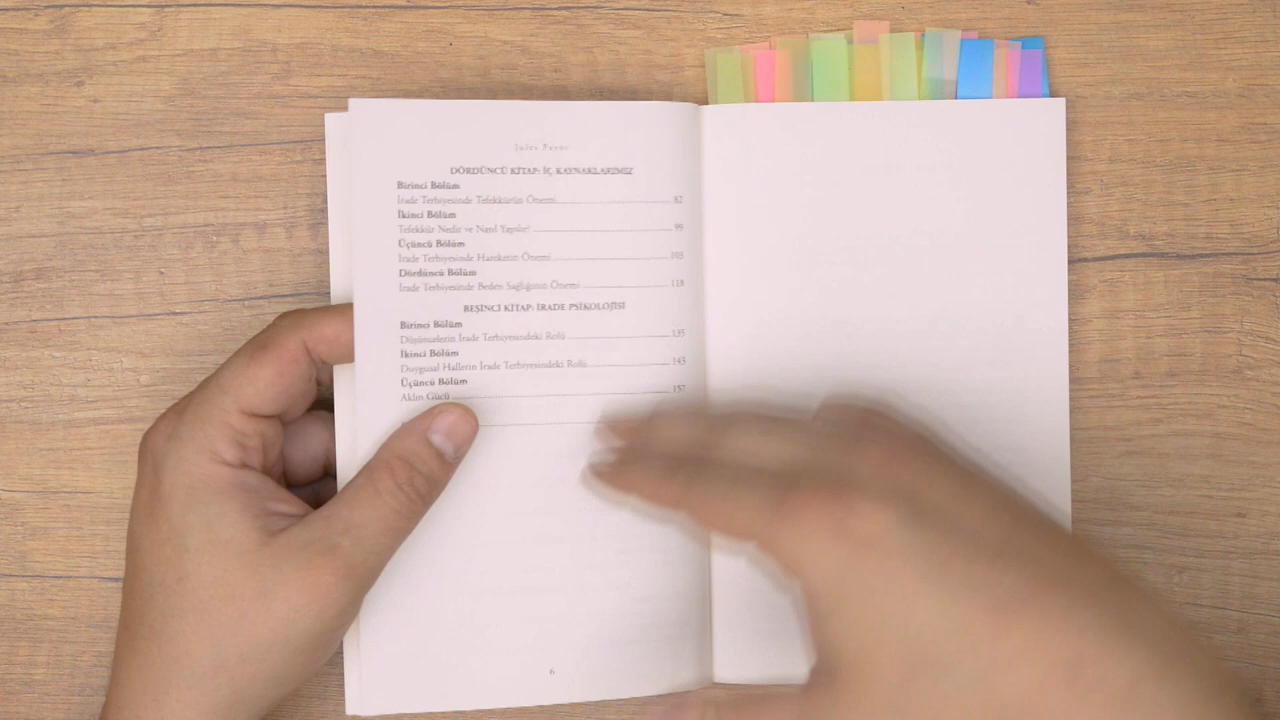 Jules Payot
DÖRDÜNCÜ KİTAP: İÇ KAYNAKLARIMIZ
Birinci Bölüm
İrade Terbiyesinde Tefekkürün Önemi 82
İkinci Bölüm
Tefekkür Nedir ve Nasıl Yapılır? 99
Üçüncü Bölüm
İrade Terbiyesinde Hareketin Önemi 103
Dördüncü Bölüm
İrade Terbiyesinde Beden Sağlığının Önemi 118
BEŞİNCİ KİTAP: İRADE PSİKOLOJİSİ
Birinci Bölüm
Düşüncelerin İrade Terbiyesindeki Rolü 135
İkinci Bölüm
Duygusal Hallerin İrade Terbiyesindeki Rolü 143
Üçüncü Bölüm
Aklın Gücü 157
6